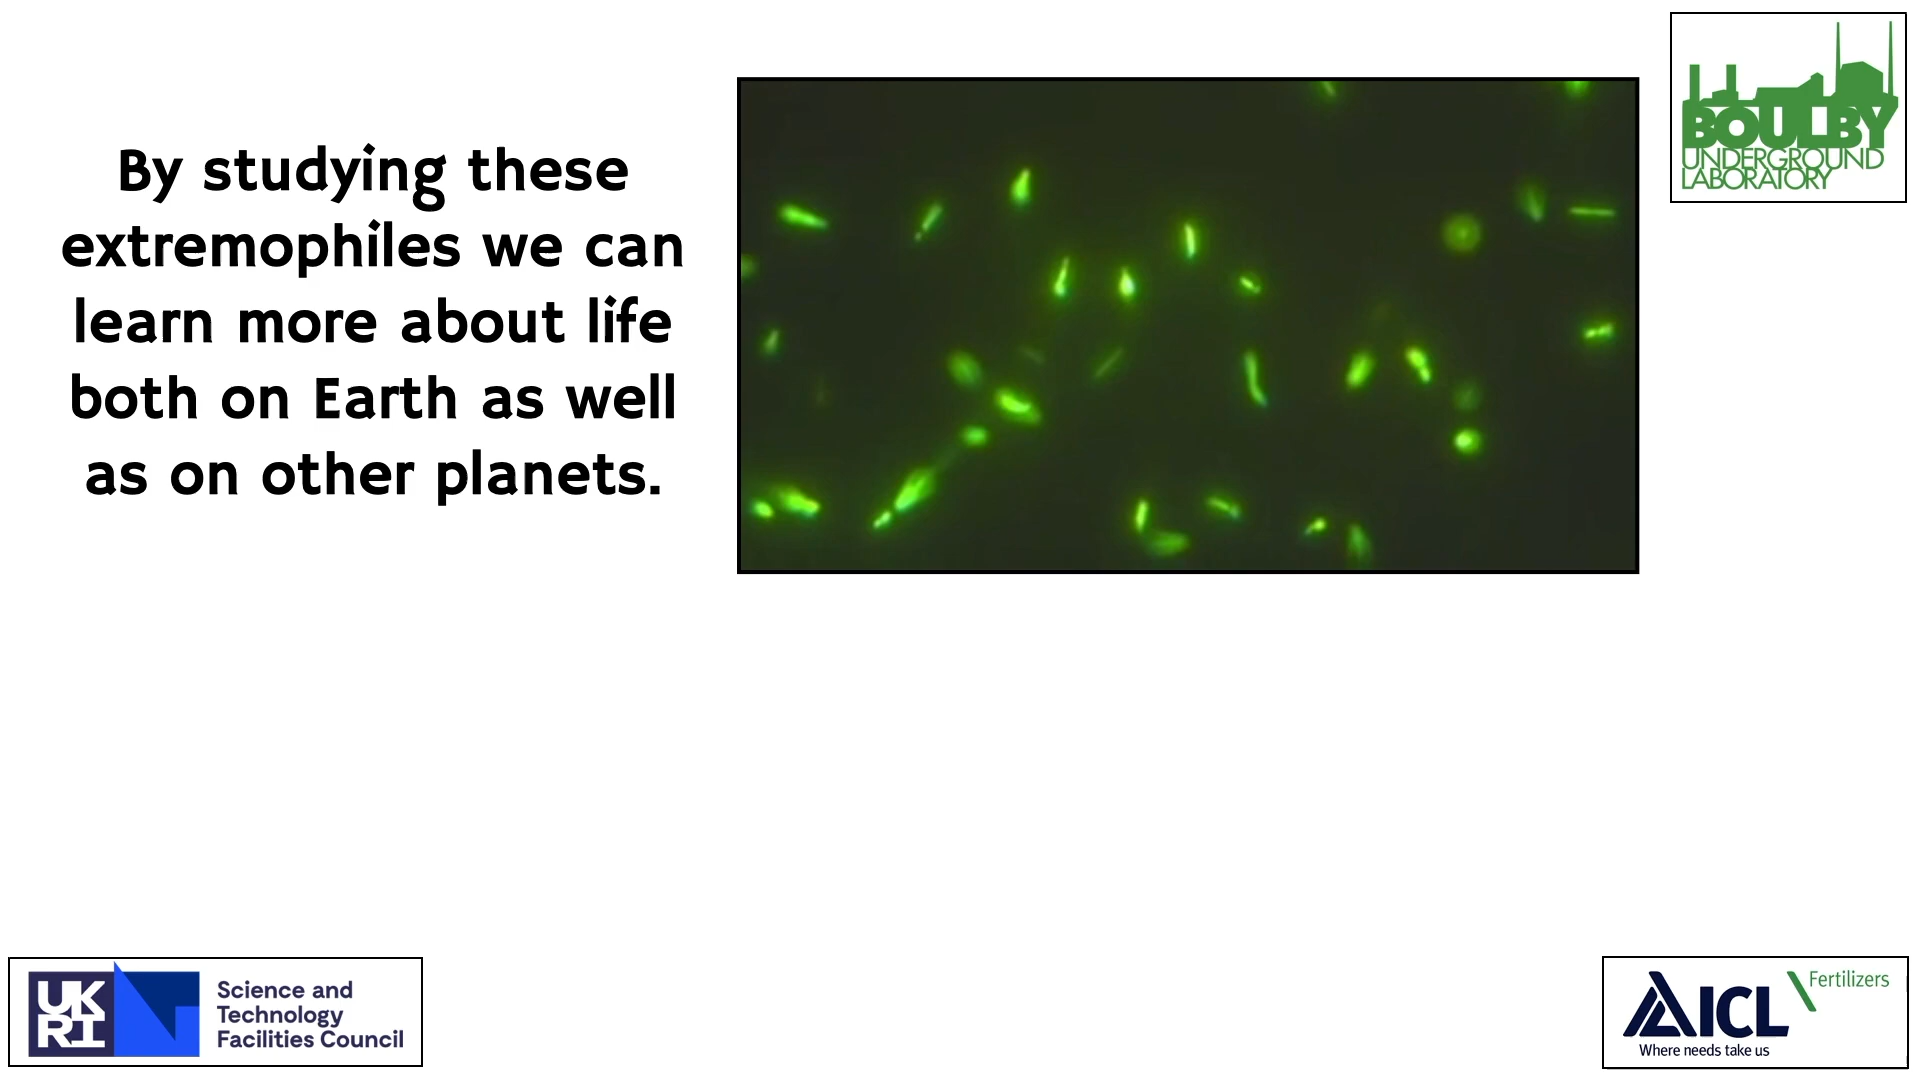 By studying these
extremophiles we can
learn more about life
both on Earth as well
as on other planets.
BOULBY
UNDERGROUND
LABORATORY
UK
RI
Science and
Technology
Facilities Council
ICL
Fertilizers
Where needs take us